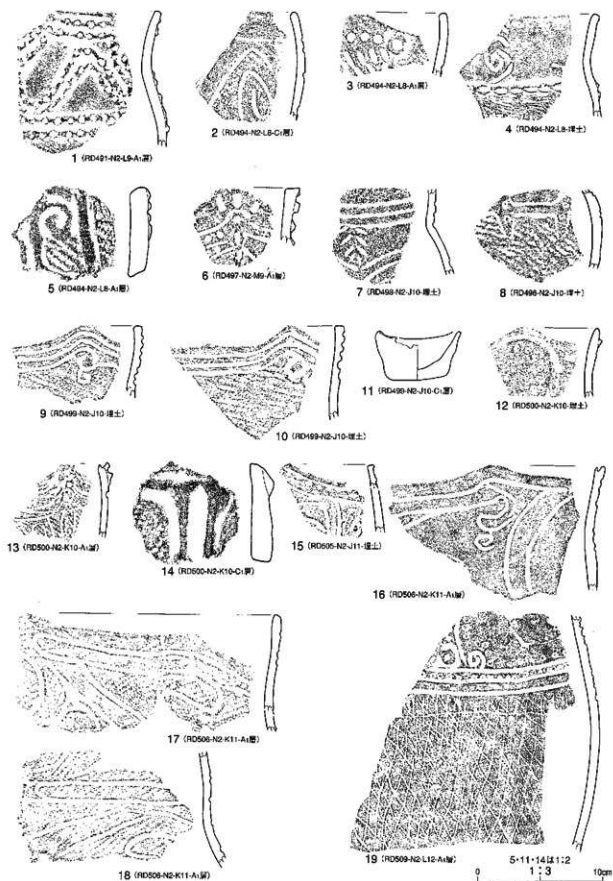 1 (RD491-N2-L9-A₁層)
2 (RD494-N2-L8-C₁層)
3 (RD494-N2-L8-A₁層)
4 (RD494-N2-L8-埋土)
5 (RD494-N2-L8-A₁層)
6 (RD497-N2-M9-A₁層)
7 (RD498-N2-J10-埋土)
8 (RD498-N2-J10-埋土)
9 (RD499-N2-J10-埋土)
10 (RD499-N2-J10-埋土)
11 (RD499-N2-J10-C₁層)
12 (RD500-N2-K10-埋土)
13 (RD500-N2-K10-A₁層)
14 (RD500-N2-K10-C₁層)
15 (RD505-N2-J11-埋土)
16 (RD506-N2-K11-A₁層)
17 (RD506-N2-K11-A₁層)
18 (RD506-N2-K11-A₁層)
19 (RD509-N2-L12-A₁層)
5・11・14は1:2
1:3
0 10cm